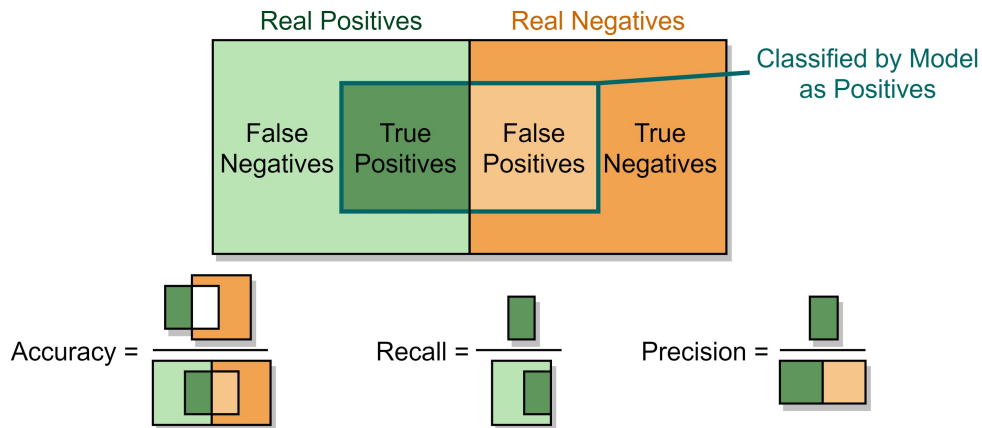 Real Positives
Real Negatives
Classified by Model
as Positives
False
Negatives
True
Positives
False
Positives
True
Negatives
Accuracy =
Recall =
Precision =